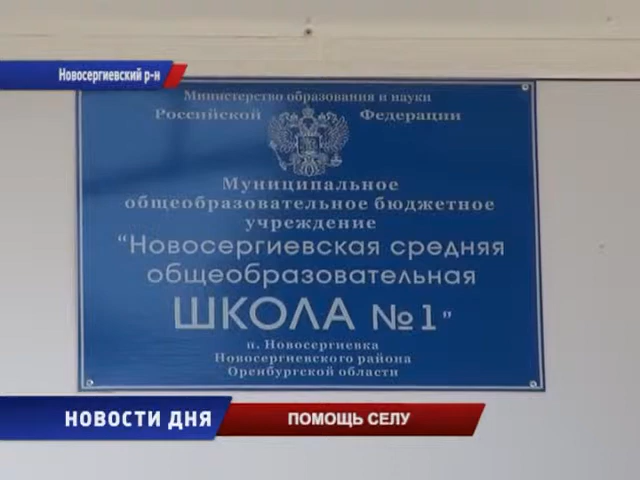 Новосергиевский р-н
Министерство образования и науки
Российской Федерации
Муниципальное
общеобразовательное бюджетное
учреждение
"Новосергиевская средняя
общеобразовательная
ШКОЛА №1"
п. Новосергиевка
Новосергиевского района
Оренбургской области
НОВОСТИ ДНЯ
ПОМОЩЬ СЕЛУ